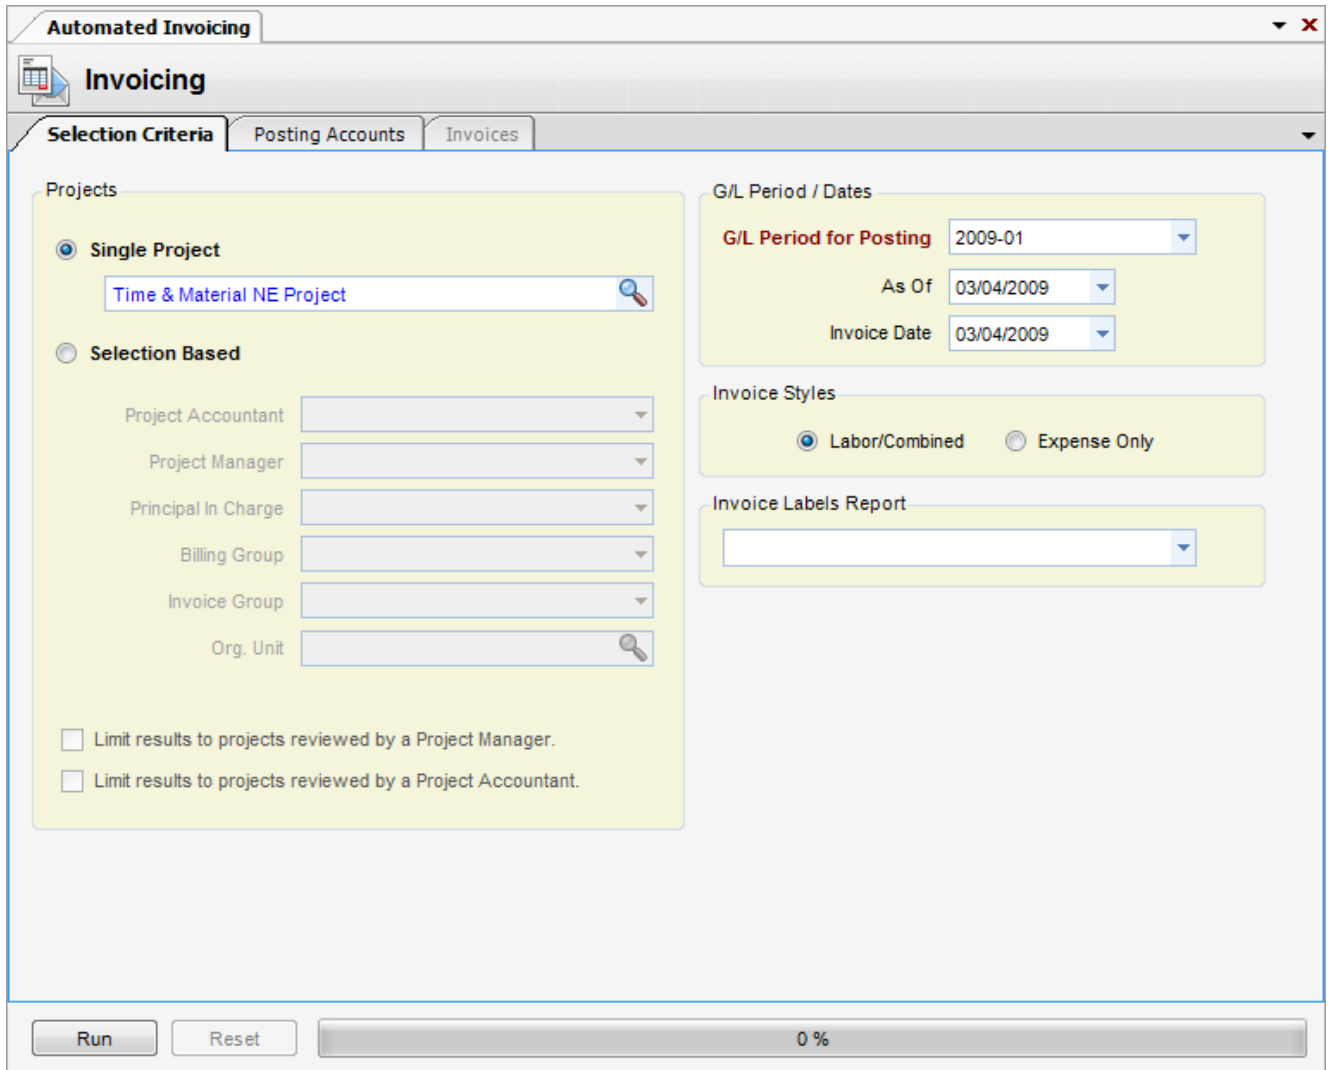 Automated Invoicing
Invoicing
Selection Criteria
Posting Accounts
Invoices
Projects
Single Project
Time & Material NE Project
Selection Based
Project Accountant
Project Manager
Principal In Charge
Billing Group
Invoice Group
Org. Unit
Limit results to projects reviewed by a Project Manager.
Limit results to projects reviewed by a Project Accountant.
G/L Period / Dates
G/L Period for Posting 2009-01
As Of 03/04/2009
Invoice Date 03/04/2009
Invoice Styles
Labor/Combined Expense Only
Invoice Labels Report
Run Reset 0 %